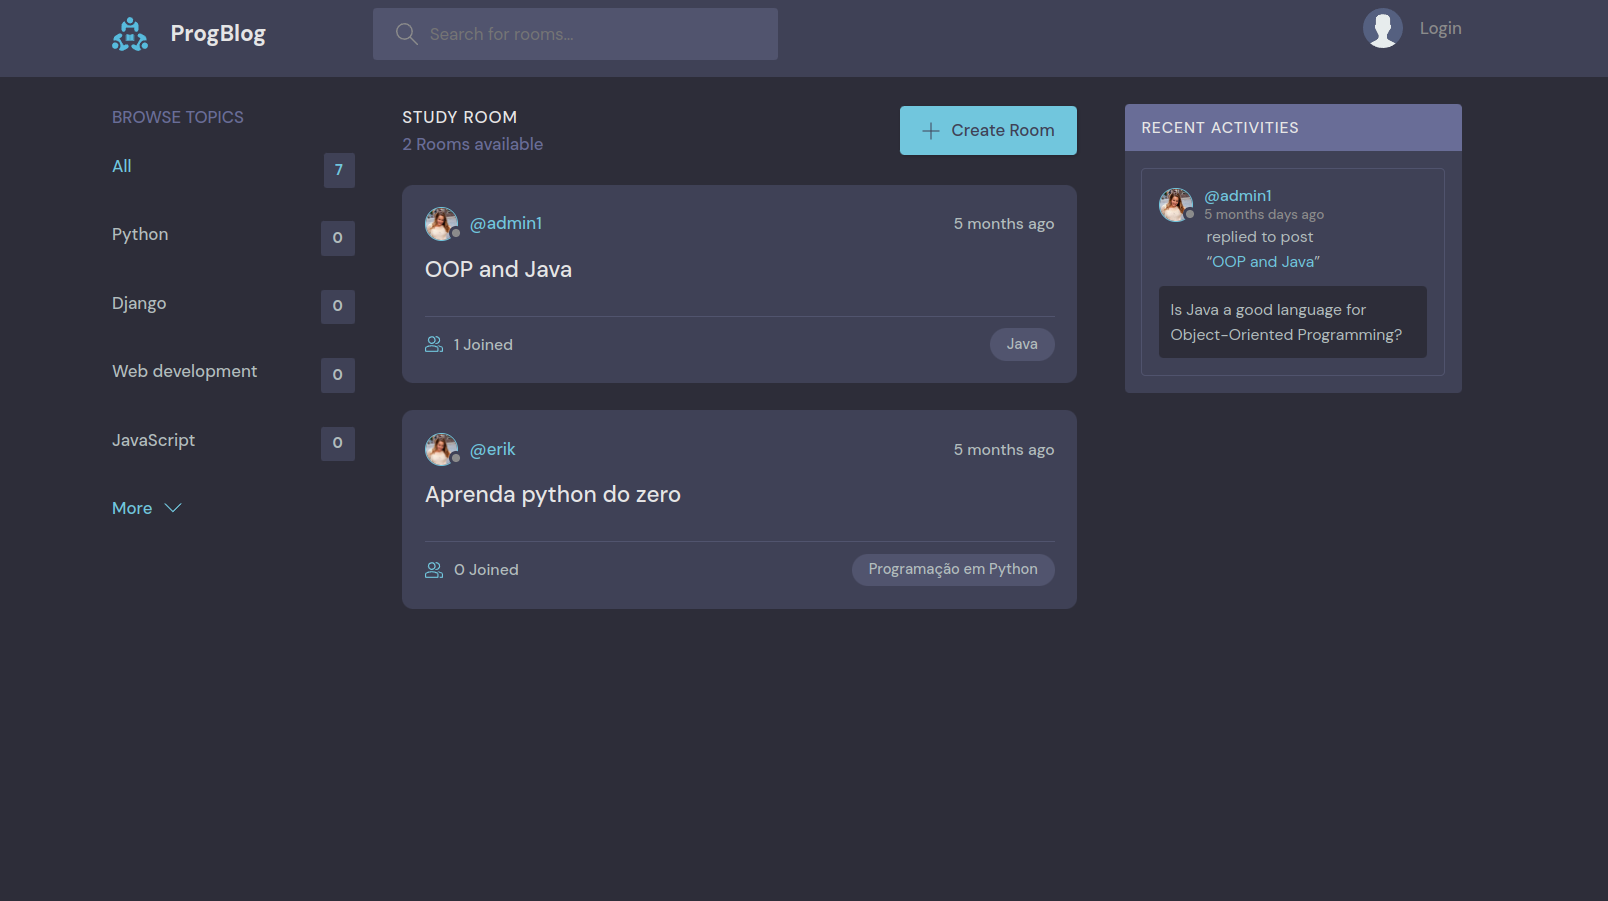 ProgBlog
Search for rooms...
Login
BROWSE TOPICS
All 7
Python 0
Django 0
Web development 0
JavaScript 0
More
STUDY ROOM
2 Rooms available
Create Room
@admin1 5 months ago
OOP and Java
1 Joined Java
@erik 5 months ago
Aprenda python do zero
0 Joined Programação em Python
RECENT ACTIVITIES
@admin1
5 months days ago
replied to post
“OOP and Java”
Is Java a good language for
Object-Oriented Programming?